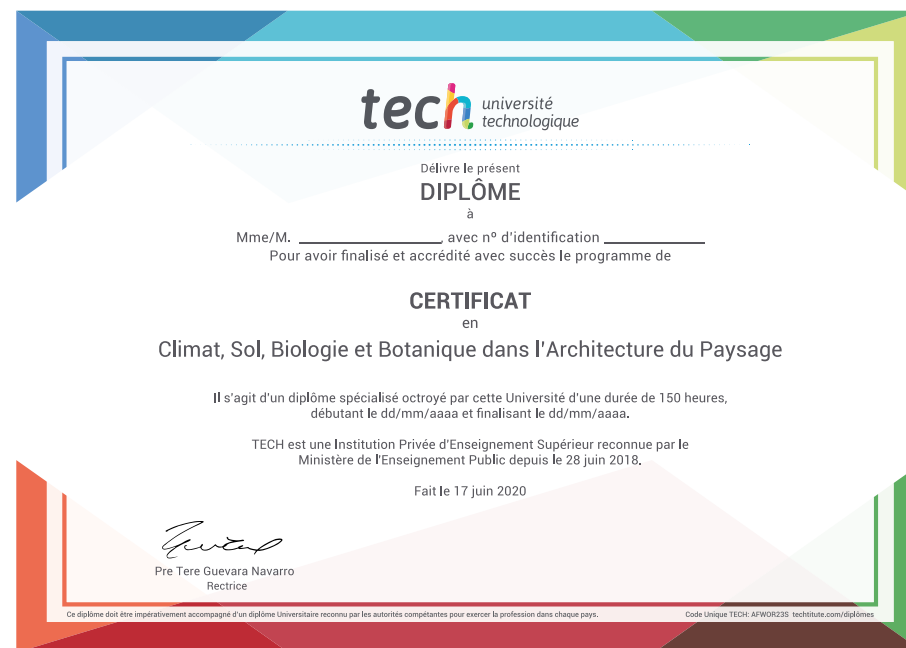 tech université
technologique
Délivre le présent
DIPLÔME
à
Mme/M. ____________________, avec nº d'identification ______________
Pour avoir finalisé et accrédité avec succès le programme de
CERTIFICAT
en
Climat, Sol, Biologie et Botanique dans l'Architecture du Paysage
Il s'agit d'un diplôme spécialisé octroyé par cette Université d'une durée de 150 heures,
débutant le dd/mm/aaaa et finalisant le dd/mm/aaaa.
TECH est une Institution Privée d'Enseignement Supérieur reconnue par le
Ministère de l'Enseignement Public depuis le 28 juin 2018.
Fait le 17 juin 2020
Pre Tere Guevara Navarro
Rectrice
Ce diplôme doit être impérativement accompagné d'un diplôme Universitaire reconnu par les autorités compétentes pour exercer la profession dans chaque pays.
Code Unique TECH: AFWOR23S techtitute.com/diplômes